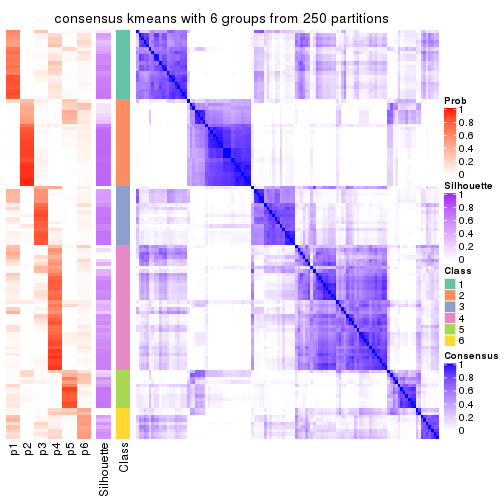 consensus kmeans with 6 groups from 250 partitions
Prob
1
0.8
0.6
0.4
0.2
0
Silhouette
1
0.8
0.6
0.4
0.2
0
Class
1
2
3
4
5
6
Consensus
1
0.8
0.6
0.4
0.2
0
p1
p2
p3
p4
p5
p6
Silhouette
Class